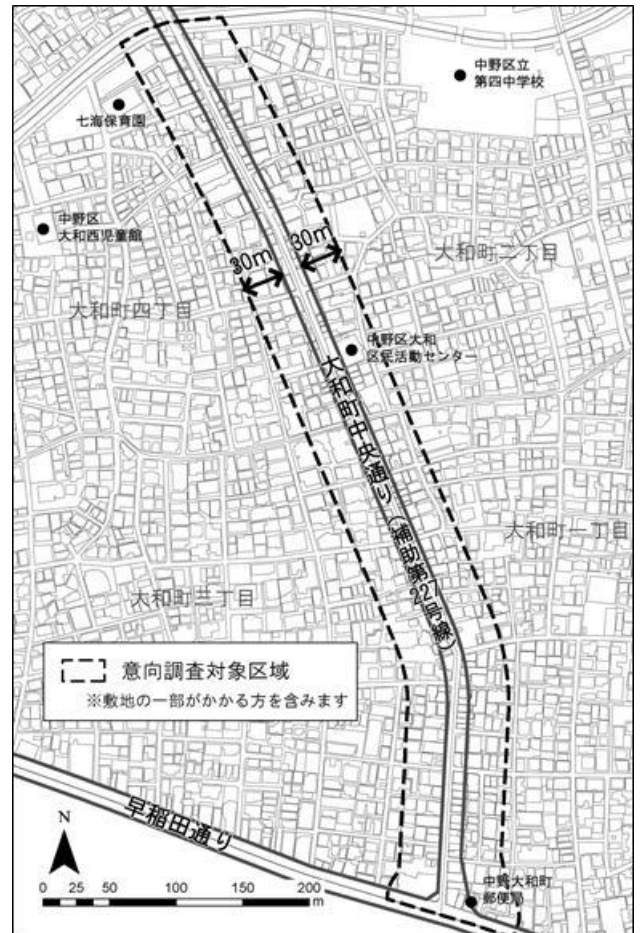 中野区立
第四中学校
七海保育園
中野区
大和西児童館
30m
30m
大和町二丁目
大和町四丁目
中野区大和
区民活動センター
大和町中央通り(補助第227号線)
大和町一丁目
大和町三丁目
意向調査対象区域
※敷地の一部がかかる方を含みます
早稲田通り
N
中野大和町
郵便局
0 25 50 100 150 200
m